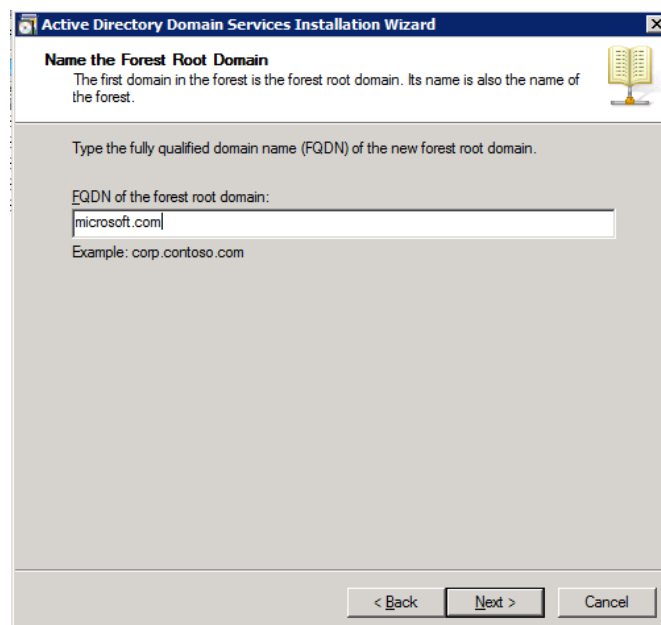 Active Directory Domain Services Installation Wizard
Name the Forest Root Domain
The first domain in the forest is the forest root domain. Its name is also the name of
the forest.
Type the fully qualified domain name (FQDN) of the new forest root domain.
FQDN of the forest root domain:
microsoft.com
Example: corp.contoso.com
< Back
Next >
Cancel